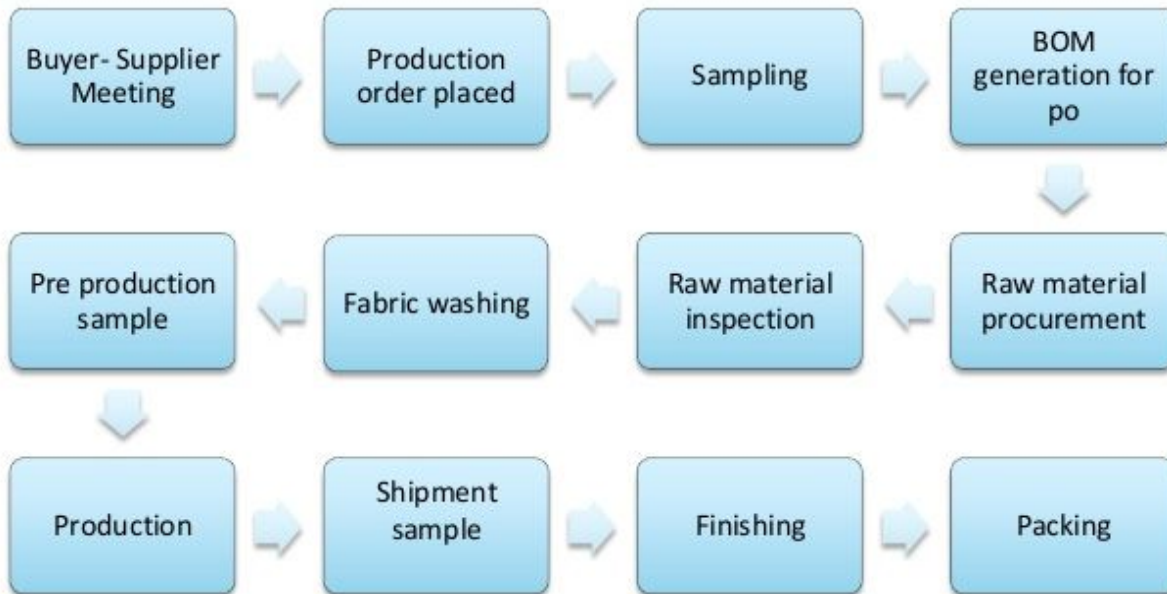 Buyer- Supplier
Meeting
Production
order placed
Sampling
BOM
generation for
po
Pre production
sample
Fabric washing
Raw material
inspection
Raw material
procurement
Production
Shipment
sample
Finishing
Packing